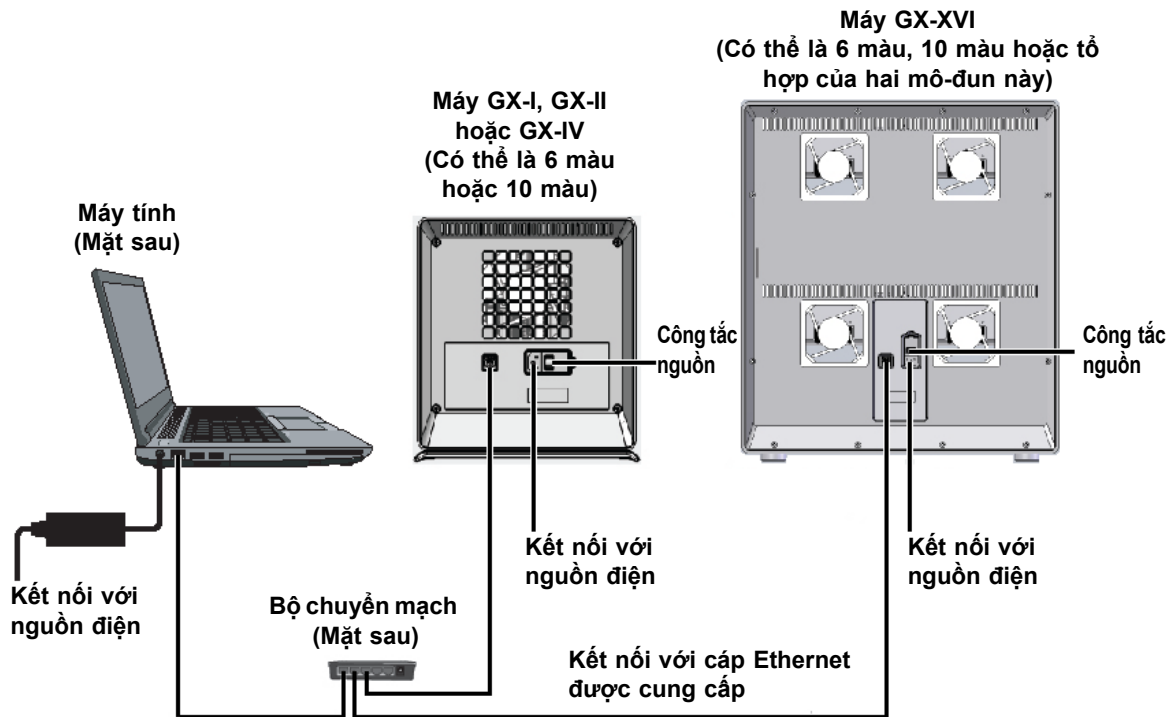 Máy GX-XVI
(Có thể là 6 màu, 10 màu hoặc tổ
hợp của hai mô-đun này)
Máy GX-I, GX-II
hoặc GX-IV
(Có thể là 6 màu
hoặc 10 màu)
Máy tính
(Mặt sau)
Công tắc
nguồn
Công tắc
nguồn
Kết nối với
nguồn điện
Kết nối với
nguồn điện
Kết nối với
nguồn điện
Bộ chuyển mạch
(Mặt sau)
Kết nối với cáp Ethernet
được cung cấp